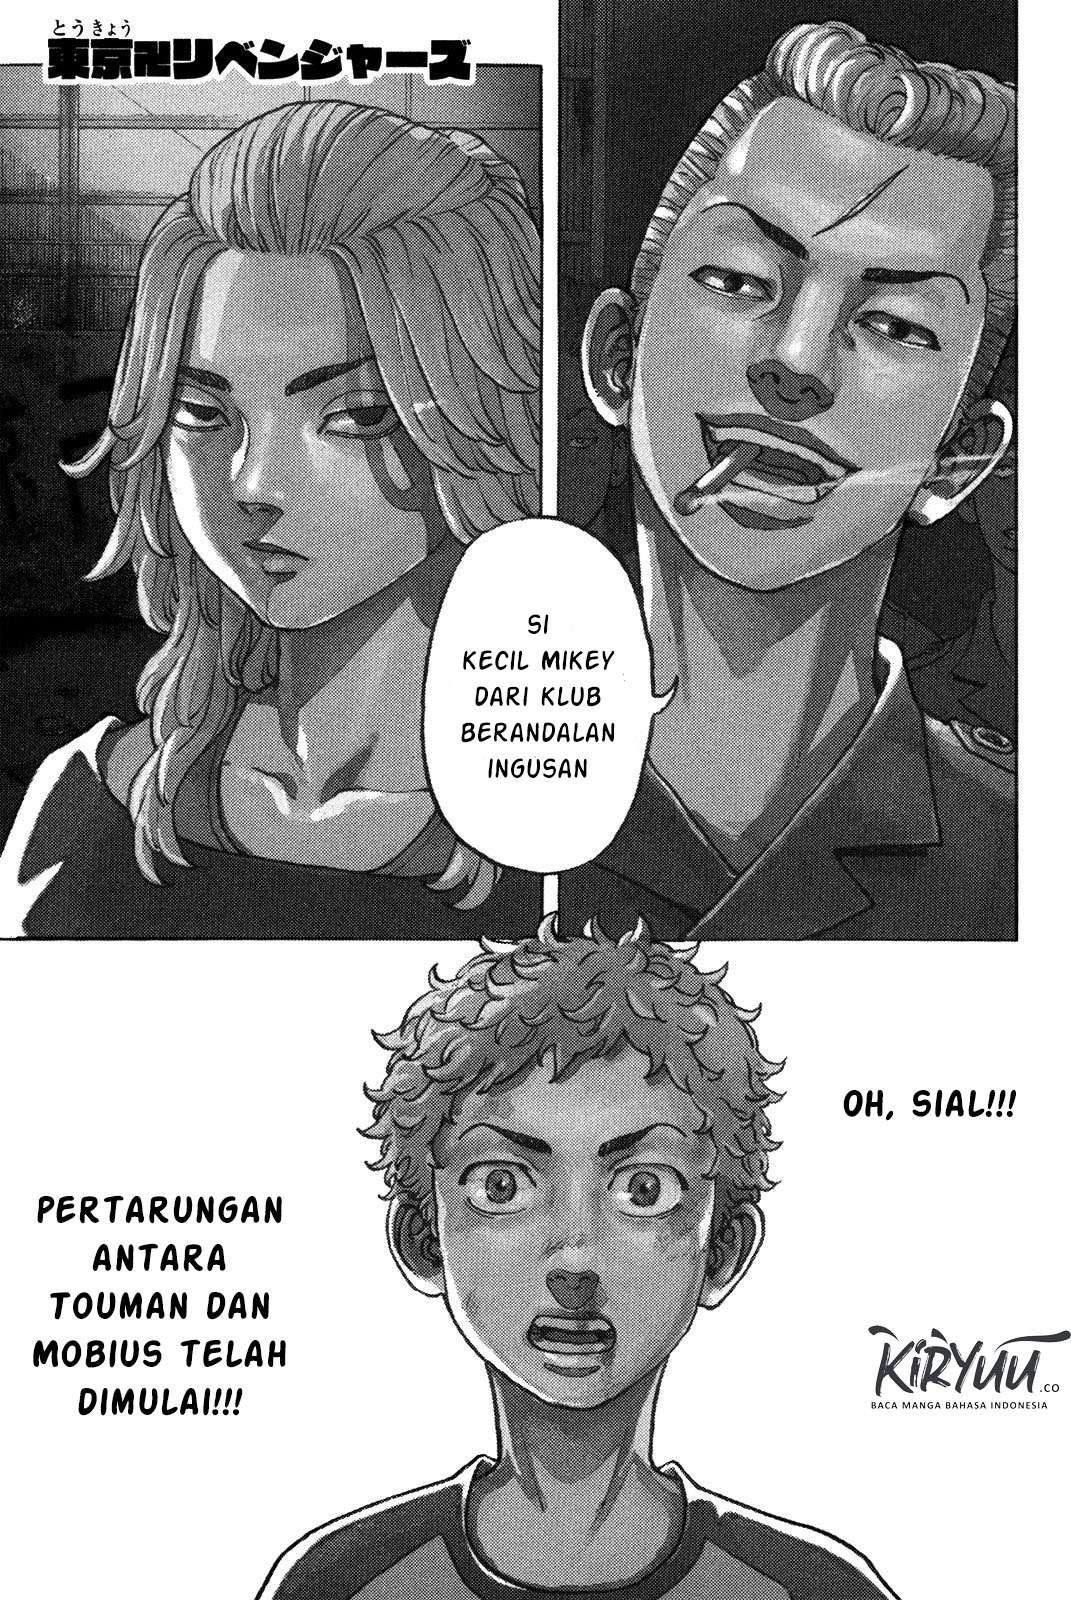 とうきょう
東京卍リベンジャーズ
SI
KECIL MIKEY
DARI KLUB
BERANDALAN
INGUSAN
OH, SIAL!!!
PERTARUNGAN
ANTARA
TOUMAN DAN
MOBIUS TELAH
DIMULAI!!!
KIRYUU.CO
BACA MANGA BAHASA INDONESIA